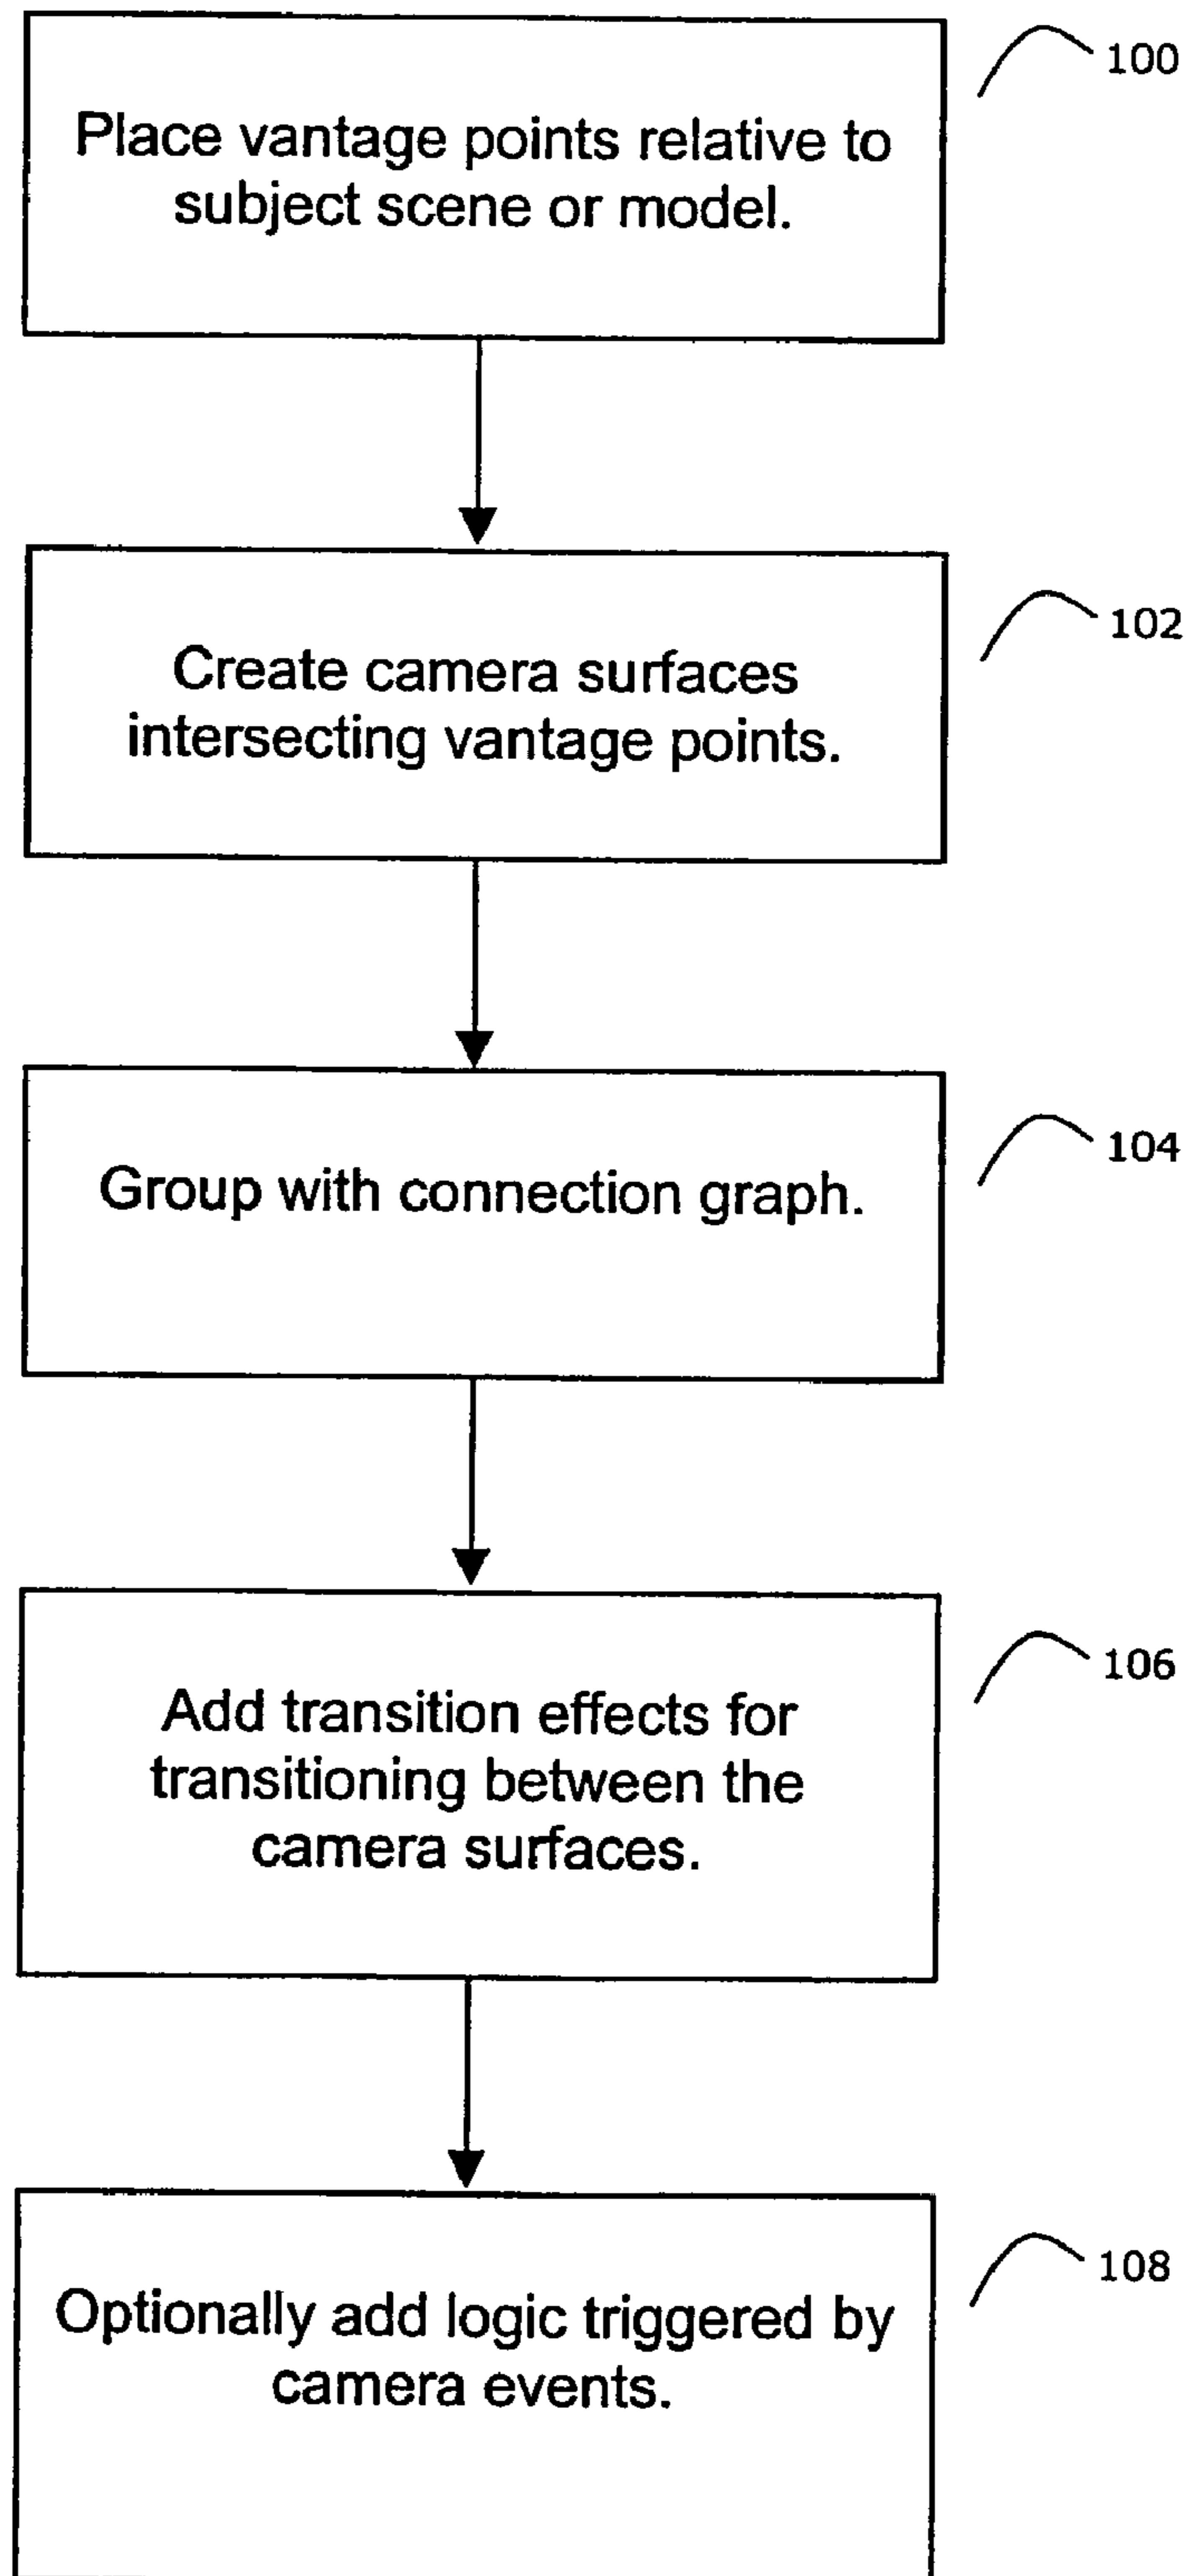 100
Place vantage points relative to
subject scene or model.
102
Create camera surfaces
intersecting vantage points.
104
Group with connection graph.
106
Add transition effects for
transitioning between the
camera surfaces.
108
Optionally add logic triggered by
camera events.